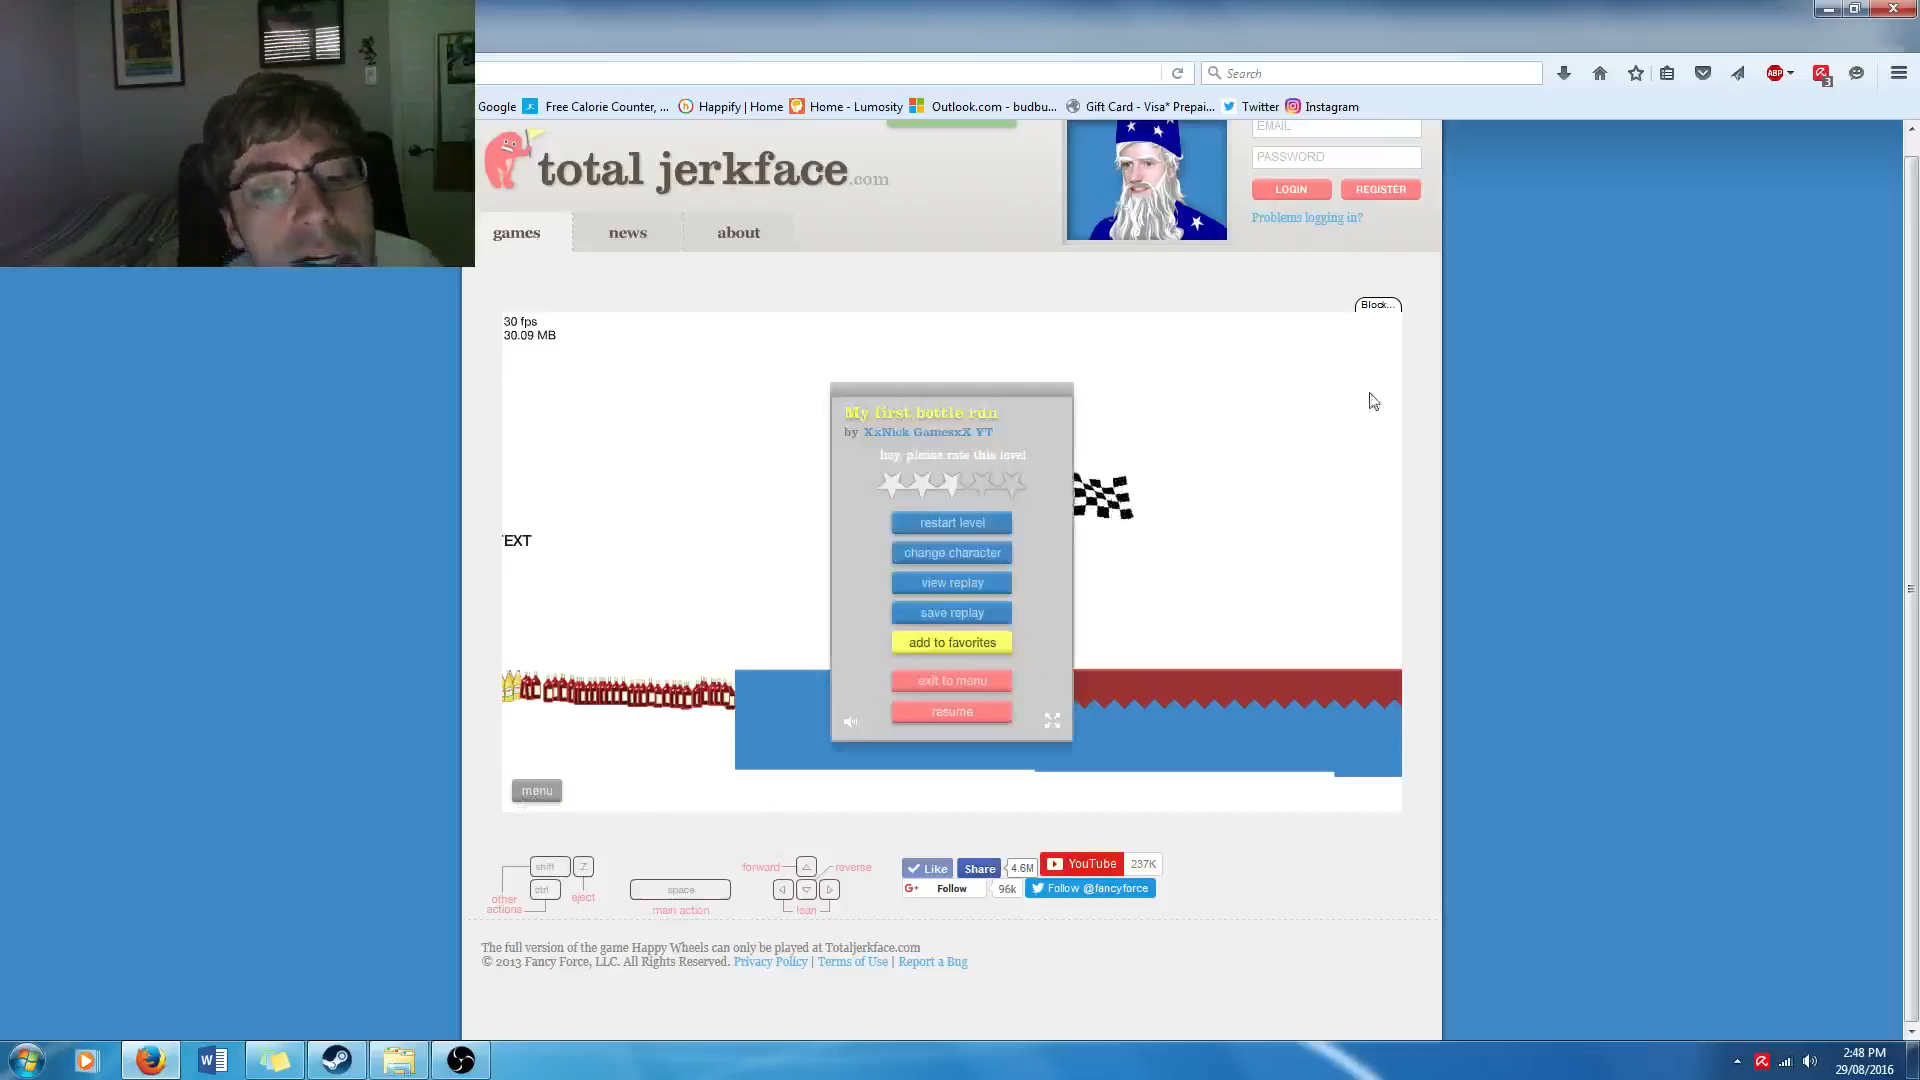 Search
ABP
3
Google
Free Calorie Counter, ...
Happify | Home
Home - Lumosity
Outlook.com - budbu...
Gift Card - Visa* Prepai...
Twitter
Instagram
EMAIL
total jerkface.com
PASSWORD
LOGIN
REGISTER
Problems logging in?
games
news
about
Block...
30 fps
30.09 MB
My first bottle run
by XxNick GamesxX YT
hey, please rate this level
restart level
TEXT
change character
view replay
save replay
add to favorites
exit to menu
resume
menu
shift
Z
ctrl
other
actions
eject
space
main action
forward
reverse
lean
Like
Share
4.6M
YouTube
237K
G+ Follow
96k
Follow @fancyforce
The full version of the game Happy Wheels can only be played at Totaljerkface.com
© 2013 Fancy Force, LLC. All Rights Reserved. Privacy Policy | Terms of Use | Report a Bug
2:48 PM
29/08/2016